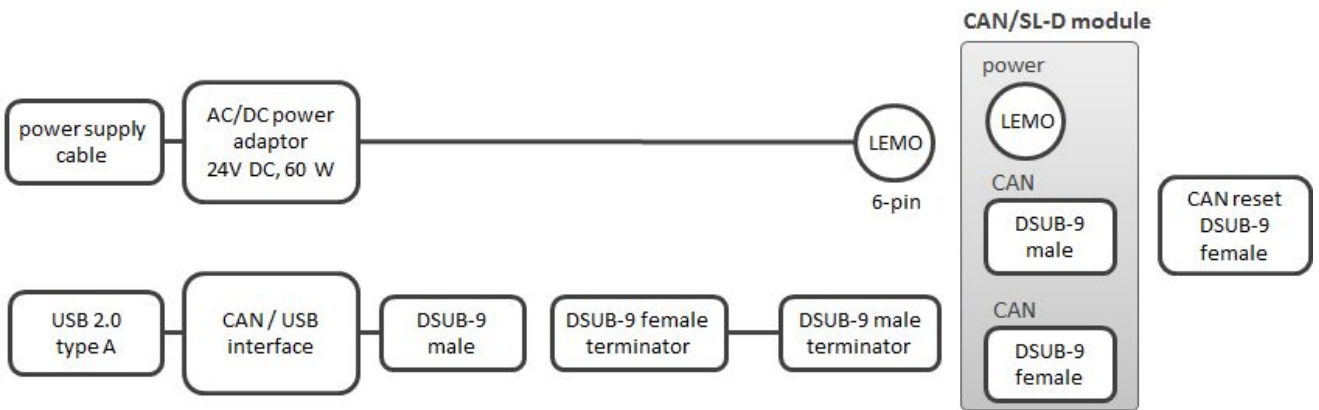 CAN/SL-D module
power
power supply
cable
AC/DC power
adaptor
24V DC, 60 W
LEMO
6-pin
LEMO
CAN
DSUB-9
male
CAN reset
DSUB-9
female
USB 2.0
type A
CAN / USB
interface
DSUB-9
male
DSUB-9 female
terminator
DSUB-9 male
terminator
CAN
DSUB-9
female